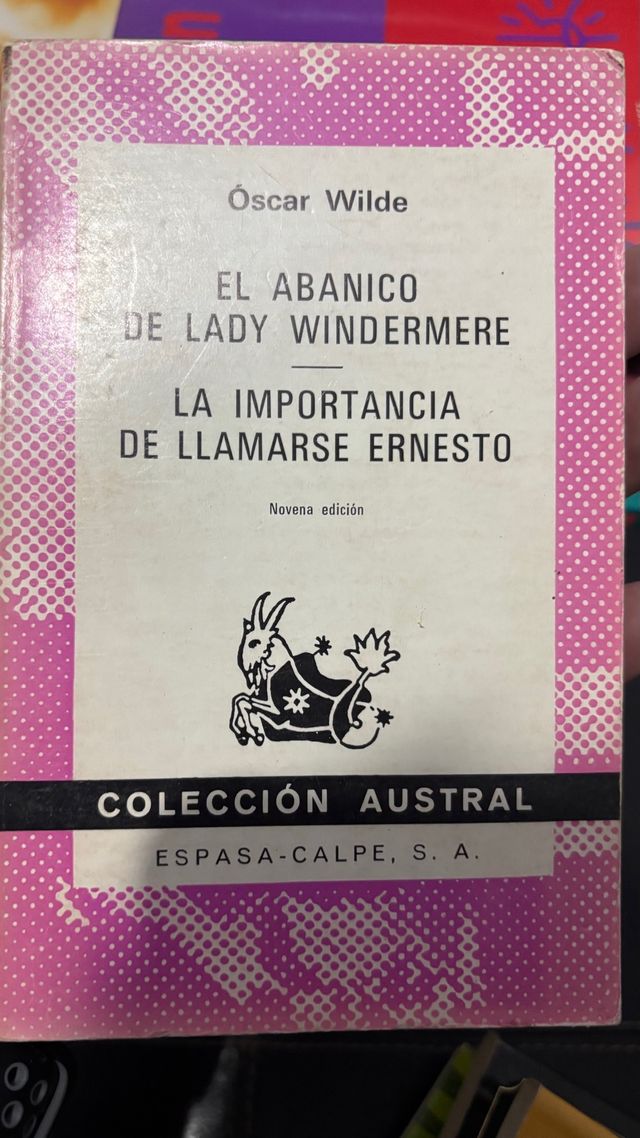 Óscar Wilde
EL ABANICO
DE LADY WINDERMERE
LA IMPORTANCIA
DE LLAMARSE ERNESTO
Novena edición
COLECCIÓN AUSTRAL
ESPASA-CALPE, S. A.